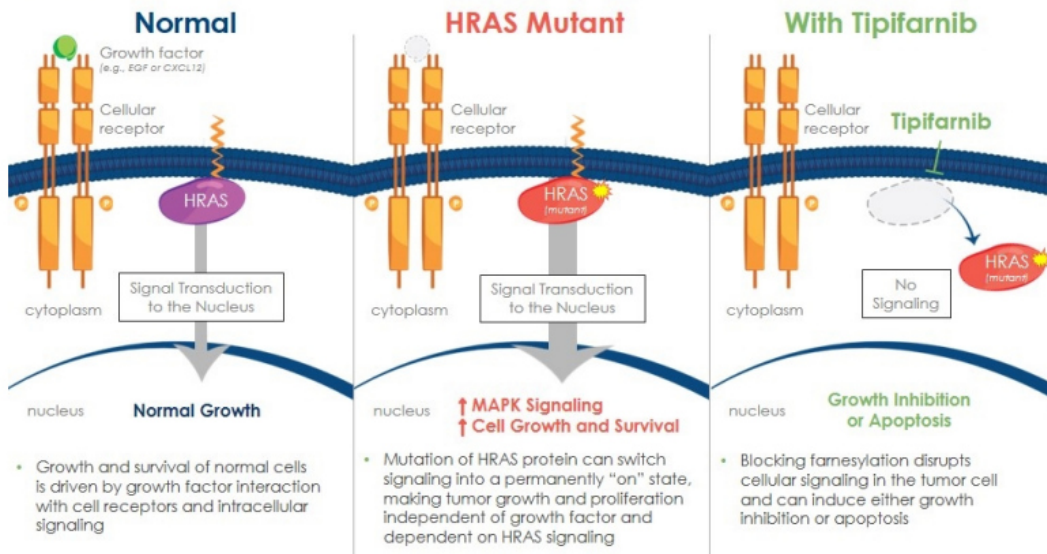 Normal
Growth factor
(e.g., EGF or CXCL12)
Cellular
receptor
P
P
HRAS
Signal Transduction
to the Nucleus
cytoplasm
nucleus
Normal Growth
• Growth and survival of normal cells
is driven by growth factor interaction
with cell receptors and intracellular
signaling
HRAS Mutant
Cellular
receptor
P
P
HRAS
(mutant)
Signal Transduction
to the Nucleus
cytoplasm
nucleus
↑ MAPK Signaling
↑ Cell Growth and Survival
• Mutation of HRAS protein can switch
signaling into a permanently “on” state,
making tumor growth and proliferation
independent of growth factor and
dependent on HRAS signaling
With Tipifarnib
Cellular
receptor
Tipifarnib
P
P
HRAS
(mutant)
No
Signaling
cytoplasm
nucleus
Growth Inhibition
or Apoptosis
• Blocking farnesylation disrupts
cellular signaling in the tumor cell
and can induce either growth
inhibition or apoptosis